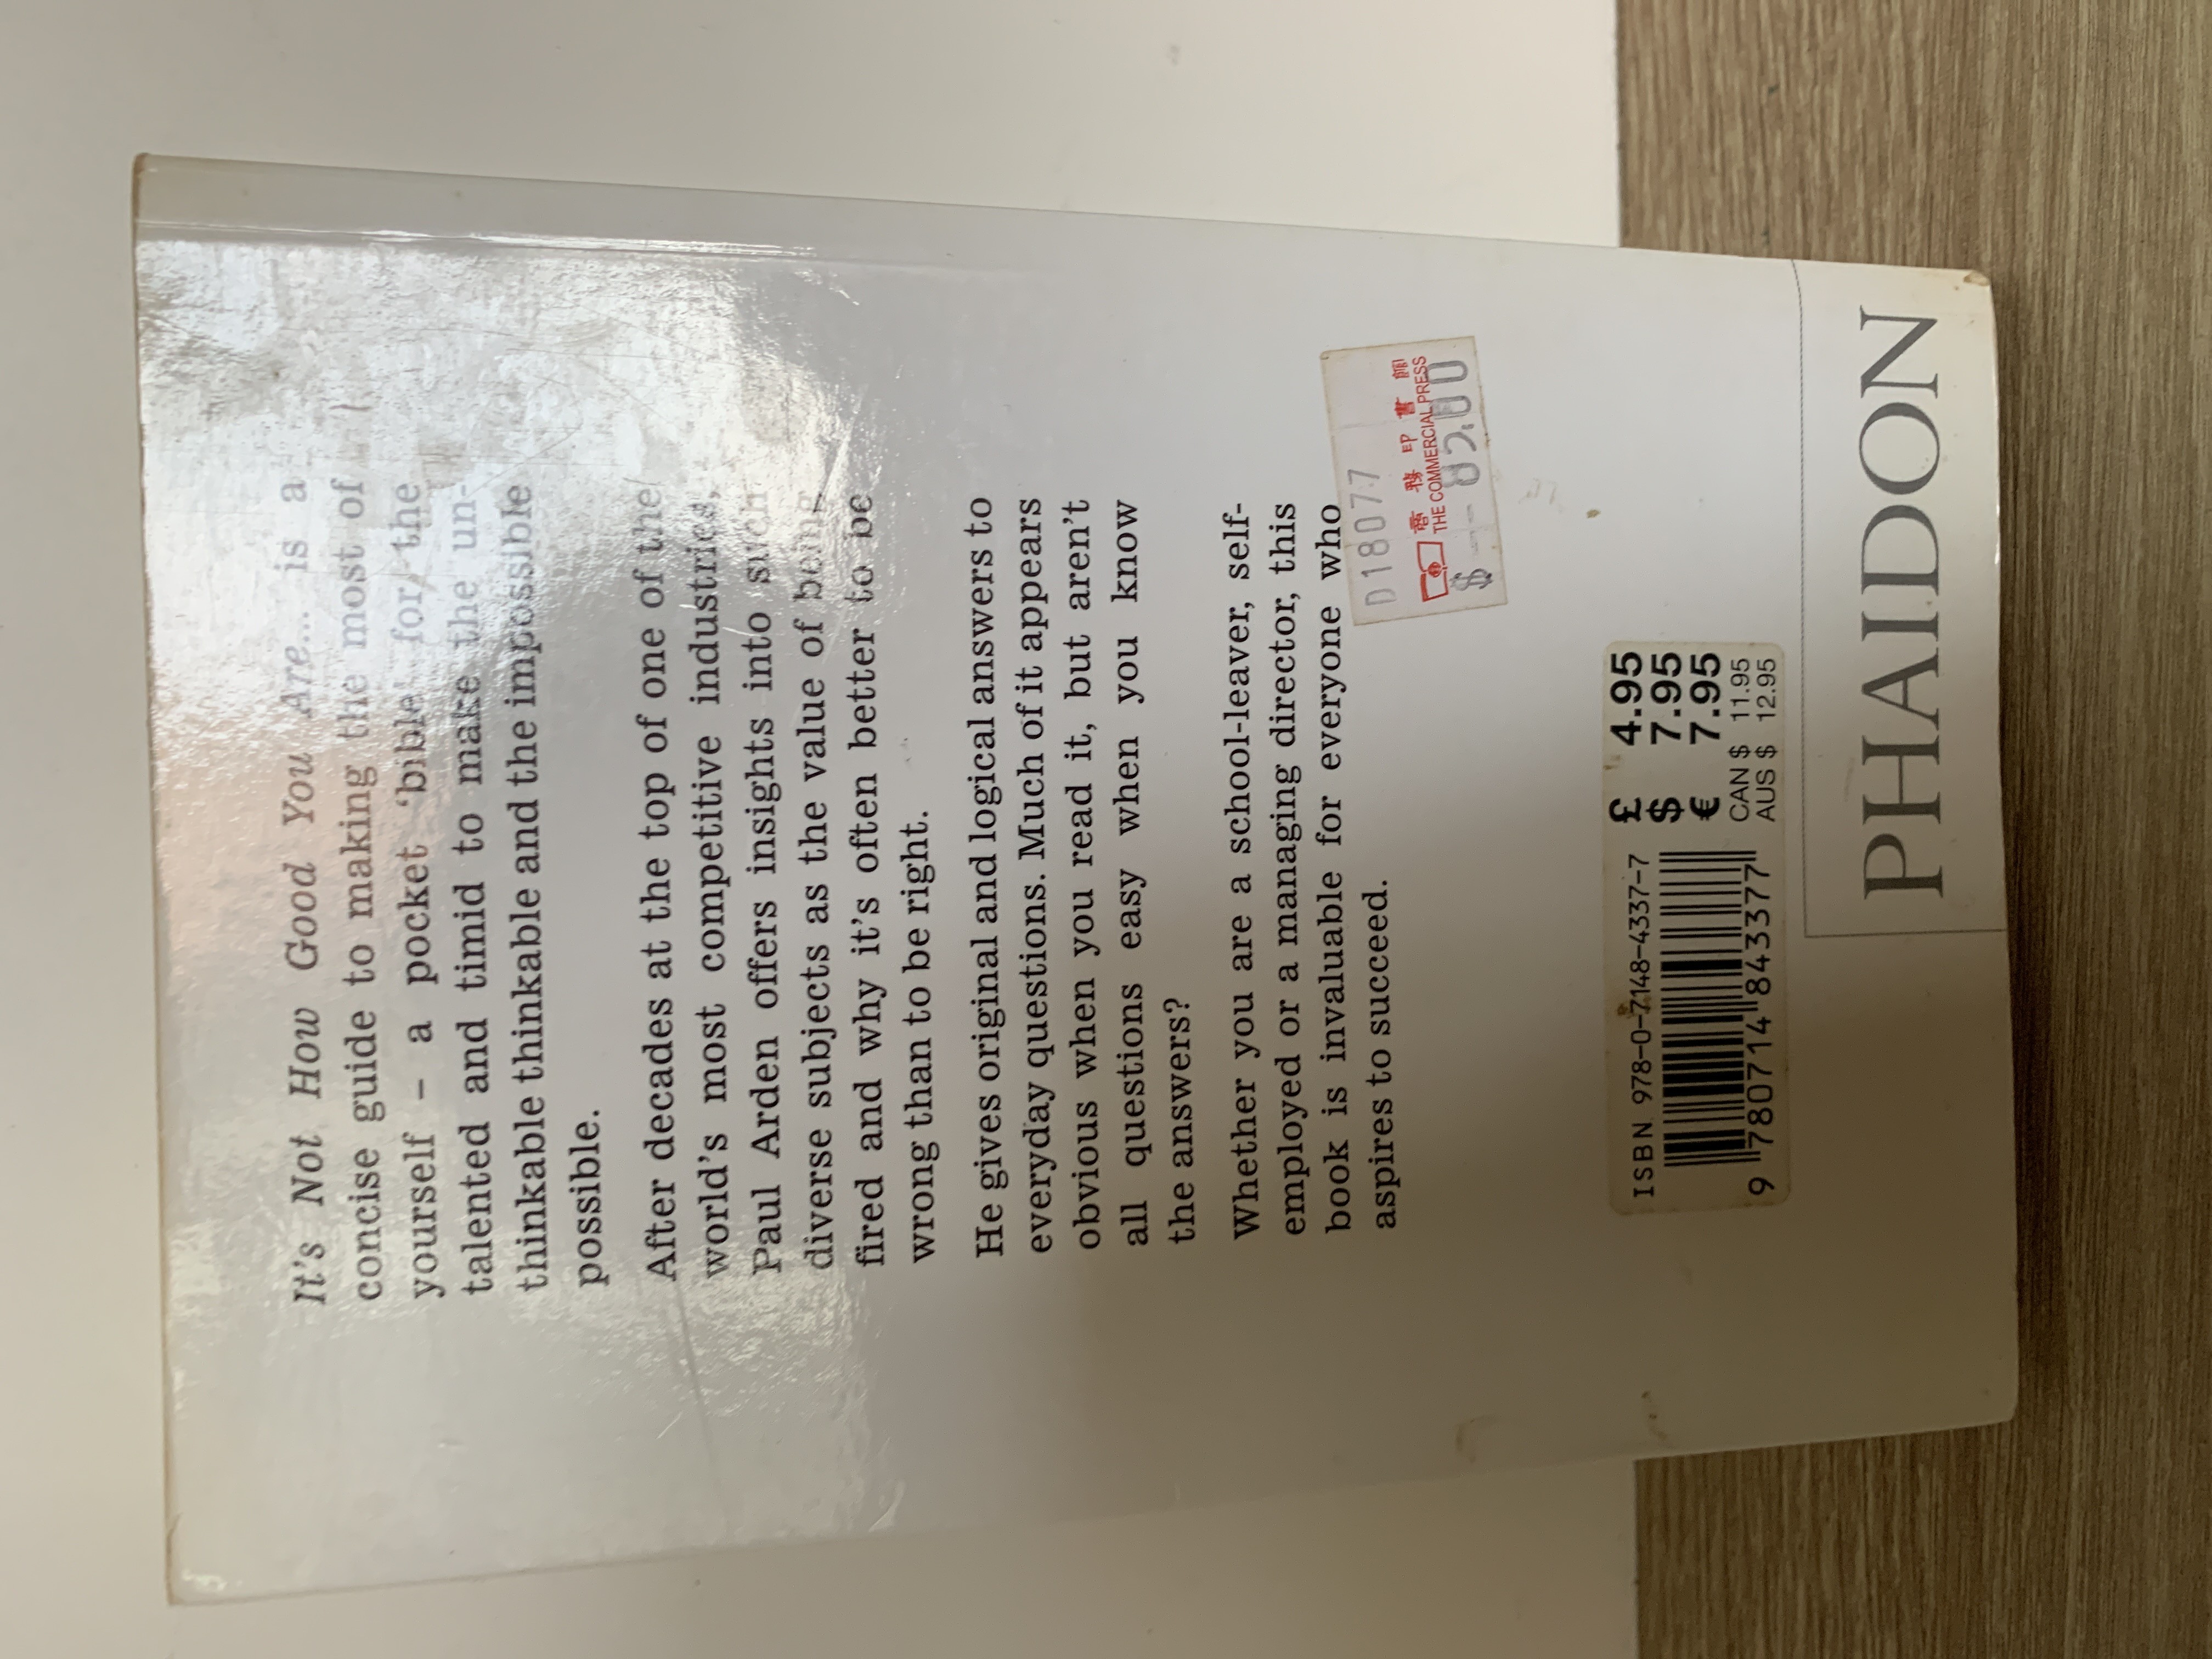 It's Not How Good You Are... is a
concise guide to making the most of
yourself – a pocket 'bible' for the
talented and timid to make the un-
thinkable thinkable and the impossible
possible.
After decades at the top of one of the
world's most competitive industries,
Paul Arden offers insights into such
diverse subjects as the value of being
fired and why it's often better to be
wrong than to be right.
He gives original and logical answers to
everyday questions. Much of it appears
obvious when you read it, but aren't
all questions easy when you know
the answers?
Whether you are a school-leaver, self-
employed or a managing director, this
book is invaluable for everyone who
aspires to succeed.
D18077
商務印書館
THE COMMERCIAL PRESS
$
ISBN 978-0-7148-4337-7
9 780714 843377
£ 4.95
$ 7.95
€ 7.95
CAN $ 11.95
AUS $ 12.95
PHAIDON